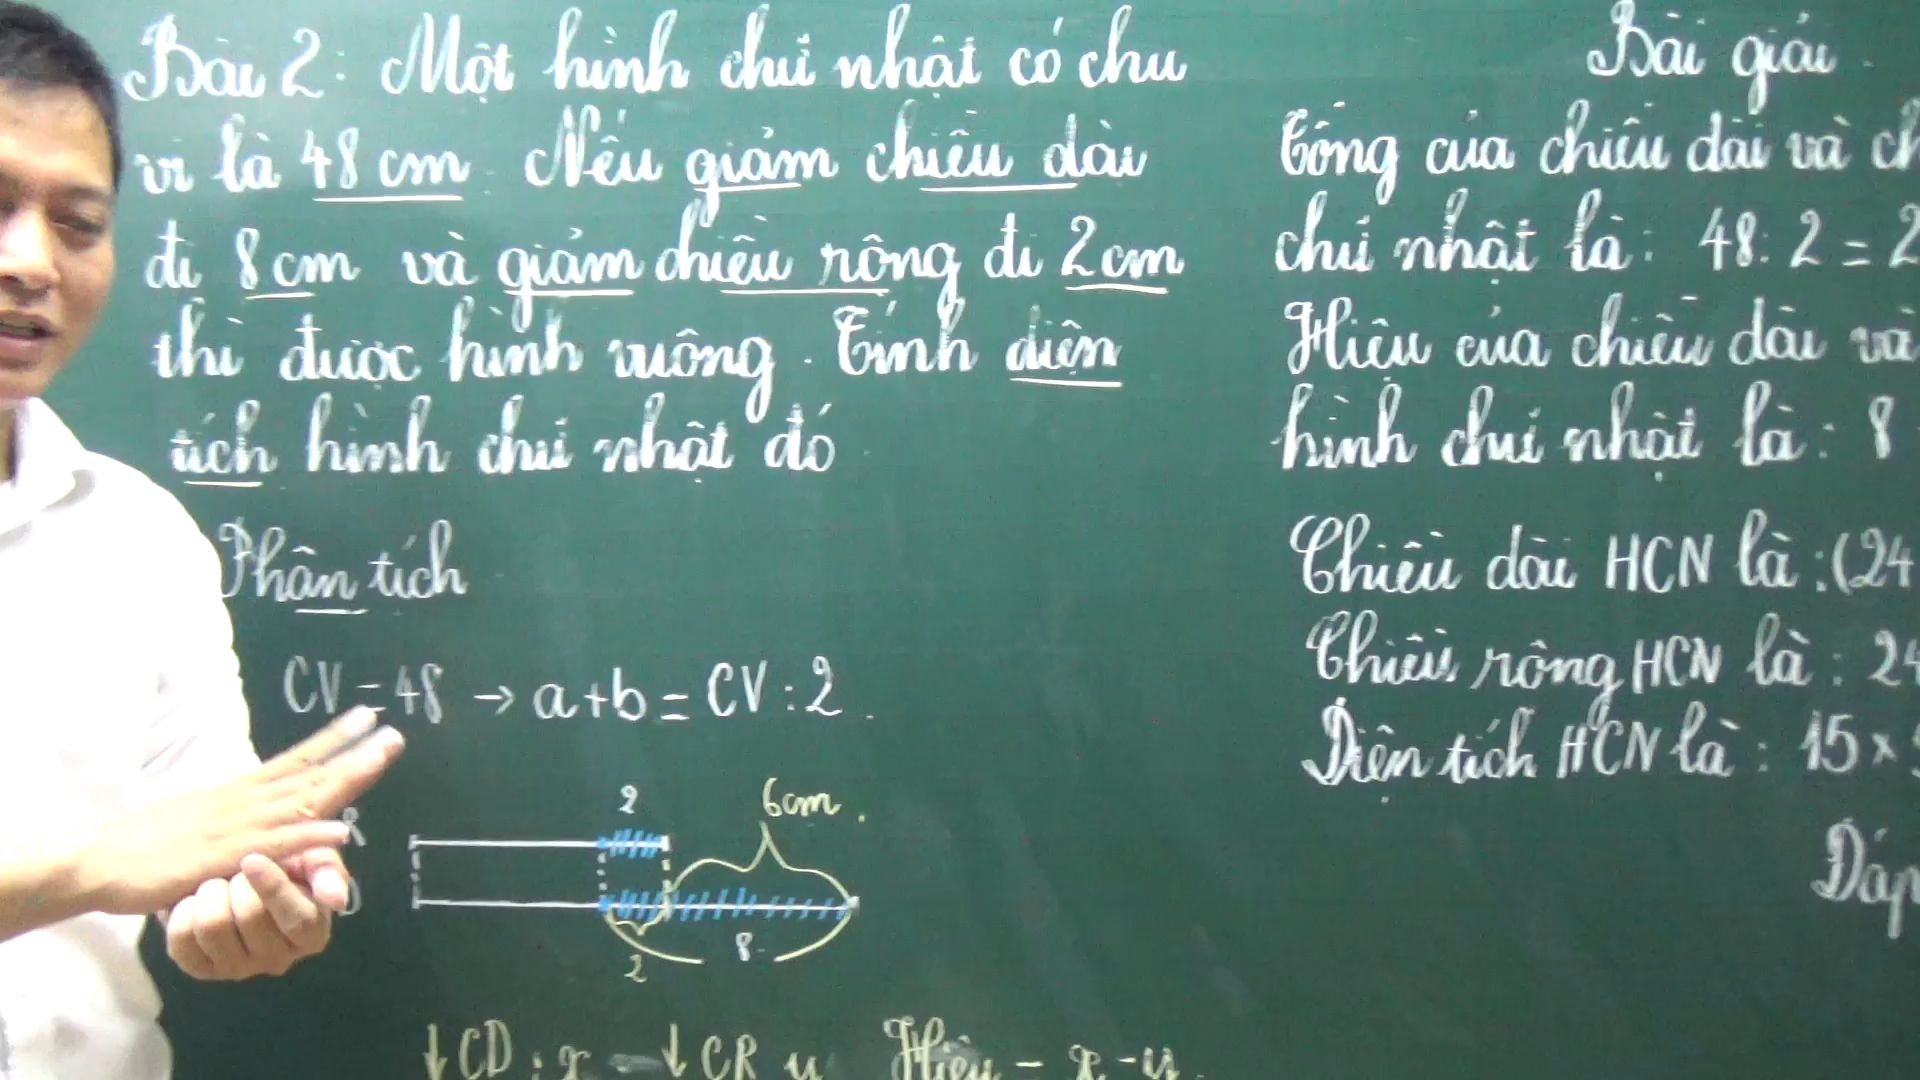 Bài 2: Một hình chữ nhật có chu
vi là 48 cm. Nếu giảm chiều dài
đi 8 cm và giảm chiều rộng đi 2 cm
thì được hình vuông. Tính diện
tích hình chữ nhật đó.
Phân tích
CV = 48 → a+b = CV : 2.
2
6cm.
R
D
2
8
↓CD : x - ↓CR y Hiệu = x - y.
Bài giải
Tổng của chiều dài và ch
chữ nhật là: 48 : 2 = 2
Hiệu của chiều dài và
hình chữ nhật là: 8
Chiều dài HCN là: (24
Chiều rộng HCN là: 24
Diện tích HCN là: 15 ×
Đáp